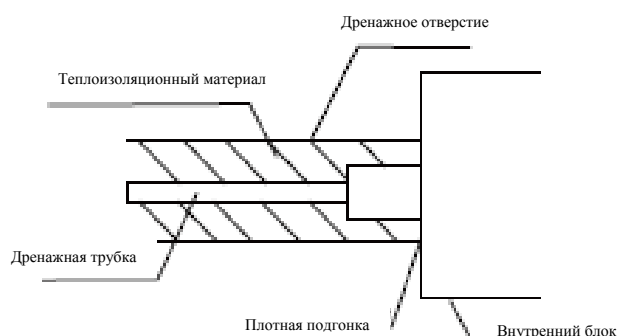 Дренажное отверстие
Теплоизоляционный материал
Дренажная трубка
Плотная подгонка
Внутренний блок